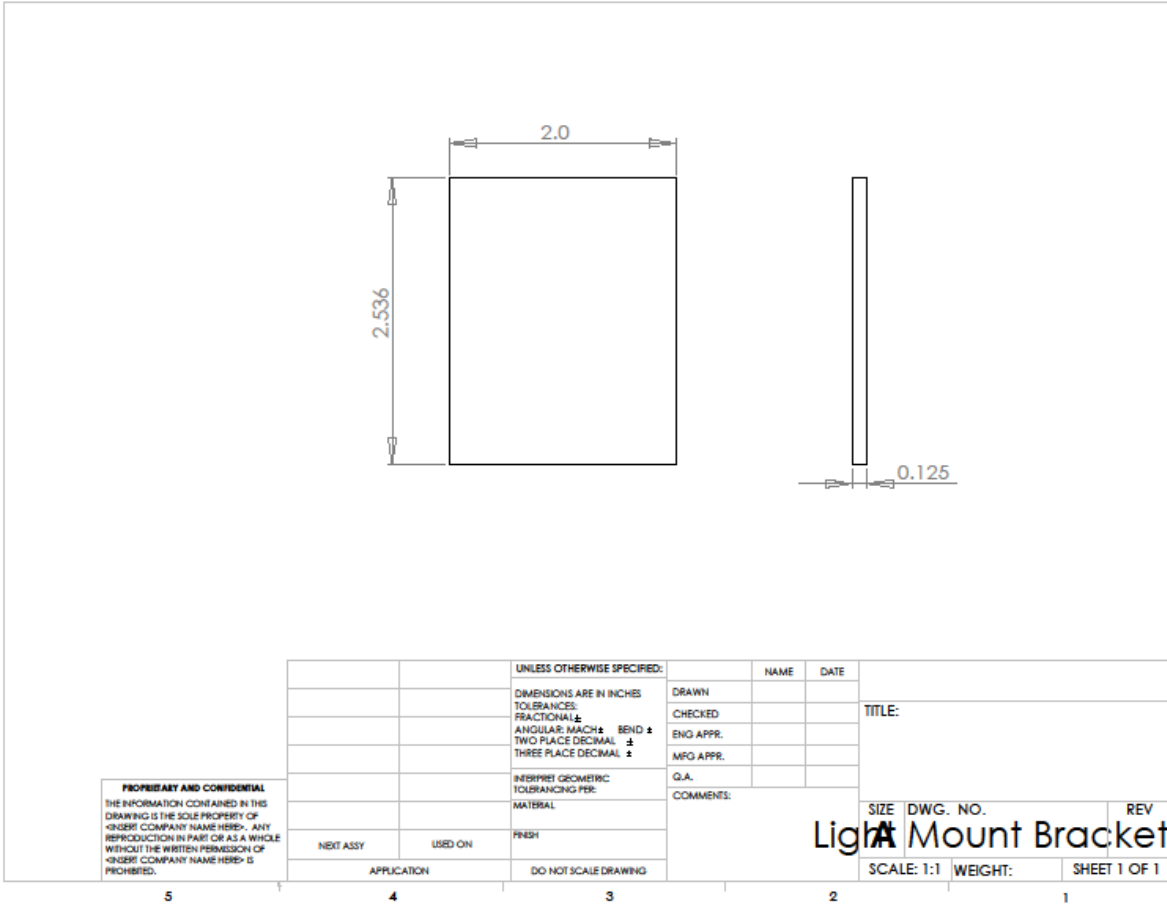 2.0
2.536
0.125
UNLESS OTHERWISE SPECIFIED:
DIMENSIONS ARE IN INCHES
TOLERANCES:
FRACTIONAL±
ANGULAR: MACH± BEND ±
TWO PLACE DECIMAL ±
THREE PLACE DECIMAL ±
INTERPRET GEOMETRIC
TOLERANCING PER:
MATERIAL
FINISH
DO NOT SCALE DRAWING
NAME DATE
DRAWN
CHECKED
ENG APPR.
MFG APPR.
Q.A.
COMMENTS:
TITLE:
SIZE DWG. NO. REV
A
Light Mount Bracket
SCALE: 1:1 WEIGHT: SHEET 1 OF 1
PROPRIETARY AND CONFIDENTIAL
THE INFORMATION CONTAINED IN THIS
DRAWING IS THE SOLE PROPERTY OF
<INSERT COMPANY NAME HERE>. ANY
REPRODUCTION IN PART OR AS A WHOLE
WITHOUT THE WRITTEN PERMISSION OF
<INSERT COMPANY NAME HERE> IS
PROHIBITED.
NEXT ASSY USED ON
APPLICATION
5 4 3 2 1